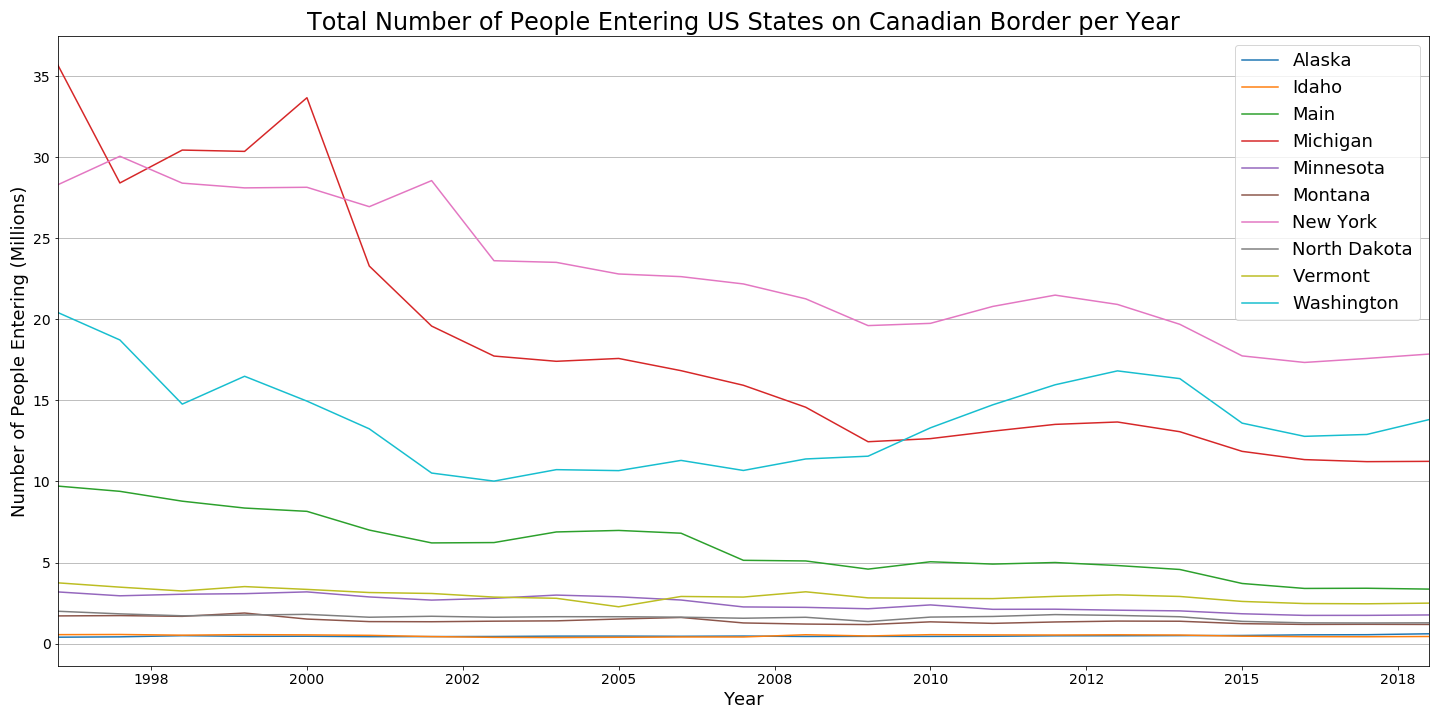 Total Number of People Entering US States on Canadian Border per Year
Number of People Entering (Millions)
35
30
25
20
15
10
5
0
Alaska
Idaho
Main
Michigan
Minnesota
Montana
New York
North Dakota
Vermont
Washington
1998 2000 2002 2005 2008 2010 2012 2015 2018
Year